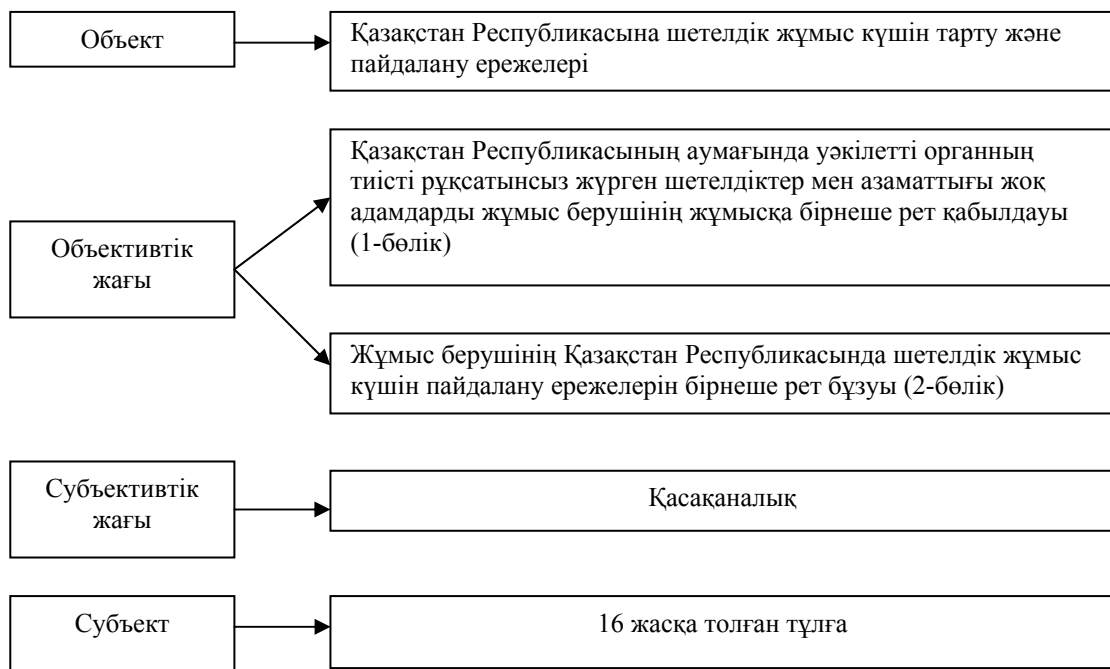 Объект
Қазақстан Республикасына шетелдік жұмыс күшін тарту және
пайдалану ережелері
Объективтік
жағы
Қазақстан Республикасының аумағында уәкілетті органның
тиісті рұқсатынсыз жүрген шетелдіктер мен азаматтығы жоқ
адамдарды жұмыс берушінің жұмысқа бірнеше рет қабылдауы
(1-бөлік)
Жұмыс берушінің Қазақстан Республикасында шетелдік жұмыс
күшін пайдалану ережелерін бірнеше рет бұзуы (2-бөлік)
Субъективтік
жағы
Қасақаналық
Субъект
16 жасқа толған тұлға